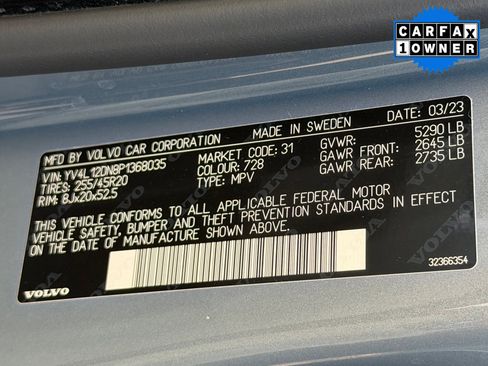 CARFAX
1 OWNER
MFD BY VOLVO CAR CORPORATION MADE IN SWEDEN DATE: 03/23
VIN: YV4L12DN8P1368035 MARKET CODE: 31 GVWR: 5290 LB
TIRES: 255/45R20 COLOUR: 728 GAWR FRONT: 2645 LB
RIM: 8Jx20x52.5 TYPE: MPV GAWR REAR: 2735 LB
THIS VEHICLE CONFORMS TO ALL APPLICABLE FEDERAL MOTOR
VEHICLE SAFETY, BUMPER AND THEFT STANDARDS IN EFFECT
ON THE DATE OF MANUFACTURE SHOWN ABOVE.
VOLVO
32366354